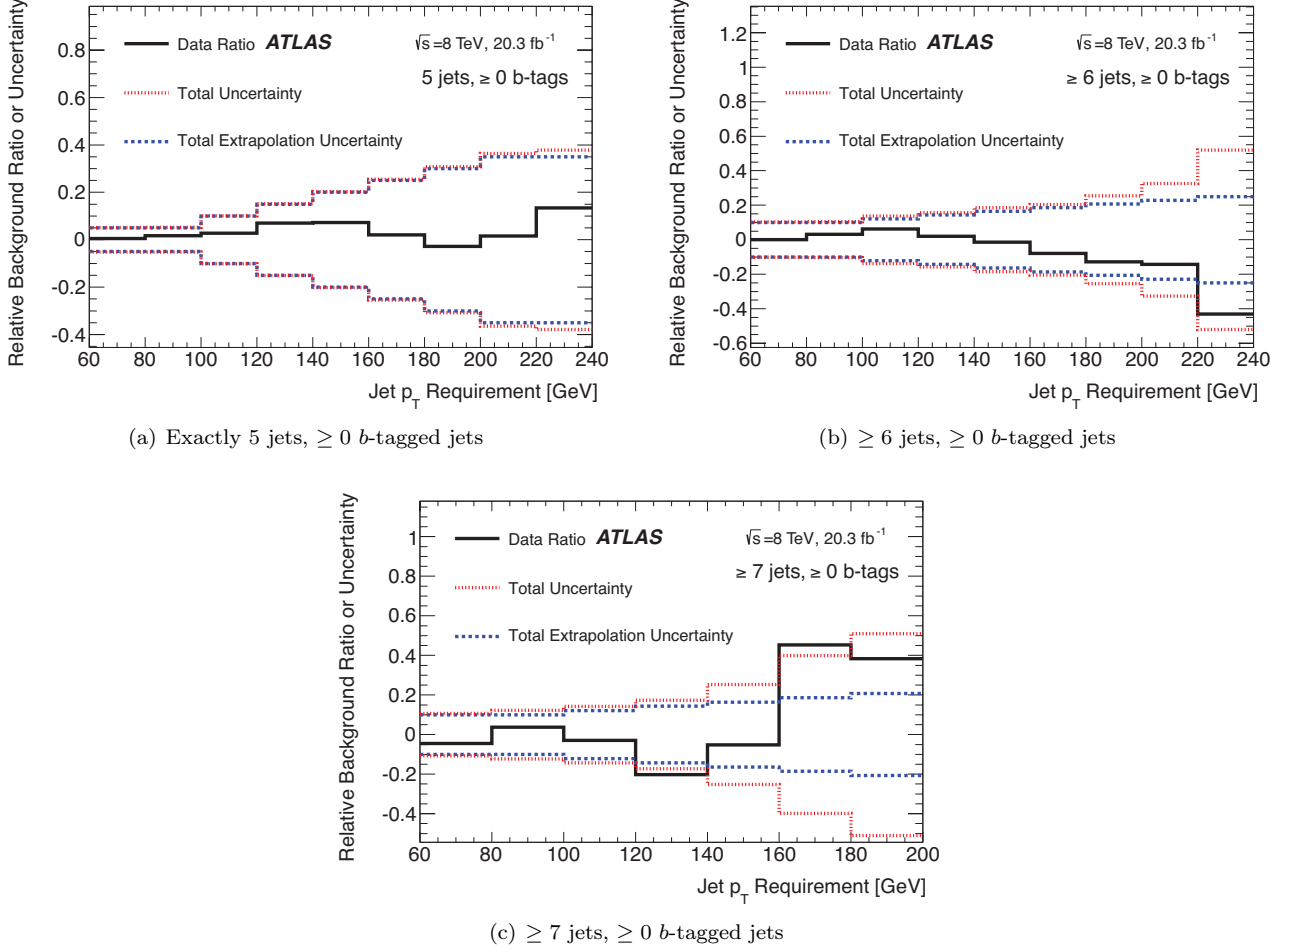 Relative Background Ratio or Uncertainty
0.8
0.6
0.4
0.2
0
-0.2
-0.4
Data Ratio ATLAS
√s=8 TeV, 20.3 fb⁻¹
5 jets, ≥ 0 b-tags
Total Uncertainty
Total Extrapolation Uncertainty
60 80 100 120 140 160 180 200 220 240
Jet p_T Requirement [GeV]
(a) Exactly 5 jets, ≥ 0 b-tagged jets
Relative Background Ratio or Uncertainty
1.2
1
0.8
0.6
0.4
0.2
0
-0.2
-0.4
-0.6
Data Ratio ATLAS
√s=8 TeV, 20.3 fb⁻¹
≥ 6 jets, ≥ 0 b-tags
Total Uncertainty
Total Extrapolation Uncertainty
60 80 100 120 140 160 180 200 220 240
Jet p_T Requirement [GeV]
(b) ≥ 6 jets, ≥ 0 b-tagged jets
Relative Background Ratio or Uncertainty
1
0.8
0.6
0.4
0.2
0
-0.2
-0.4
Data Ratio ATLAS
√s=8 TeV, 20.3 fb⁻¹
≥ 7 jets, ≥ 0 b-tags
Total Uncertainty
Total Extrapolation Uncertainty
60 80 100 120 140 160 180 200
Jet p_T Requirement [GeV]
(c) ≥ 7 jets, ≥ 0 b-tagged jets